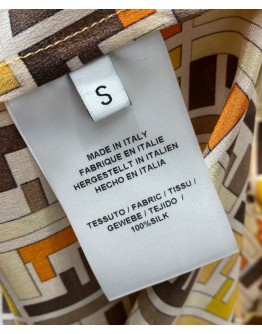 S
MADE IN ITALY
FABRIQUE EN ITALIE
HERGESTELLT IN ITALIEN
HECHO EN ITALIA
TESSUTO / FABRIC / TISSU /
GEWEBE / TEJIDO /
100%SILK